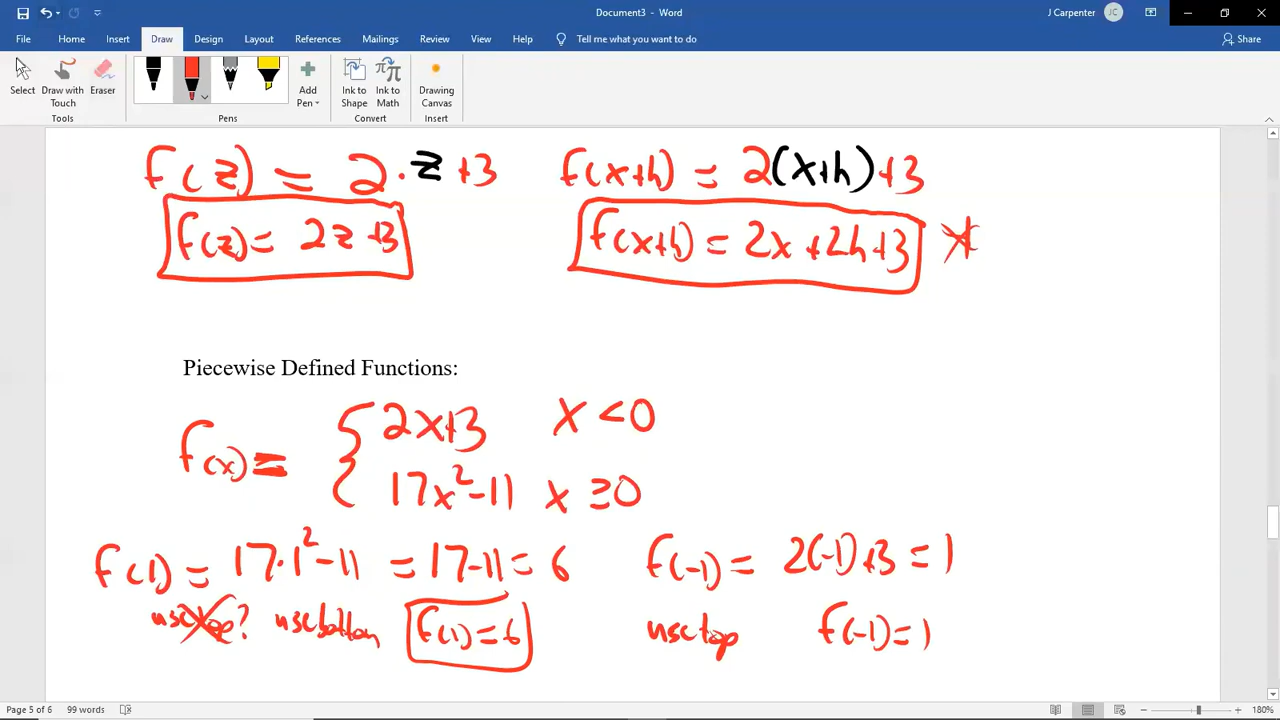 Document3 - Word
J Carpenter JC
File Home Insert Draw Design Layout References Mailings Review View Help Tell me what you want to do Share
Select Draw with Touch Eraser Add Pen Ink to Shape Ink to Math Drawing Canvas
Tools Pens Convert Insert
f(z) = 2·z +3
f(x+h) = 2(x+h)+3
f(z)= 2z+3
f(x+h) = 2x+2h+3 *
Piecewise Defined Functions:
f(x)= { 2x+3 x<0
17x²-11 x≥0
f(1) = 17·1²-11 = 17-11 = 6
f(-1) = 2(-1)+3 = 1
use top? use bottom f(1)=6
use top f(-1)=1
Page 5 of 6 99 words 180%